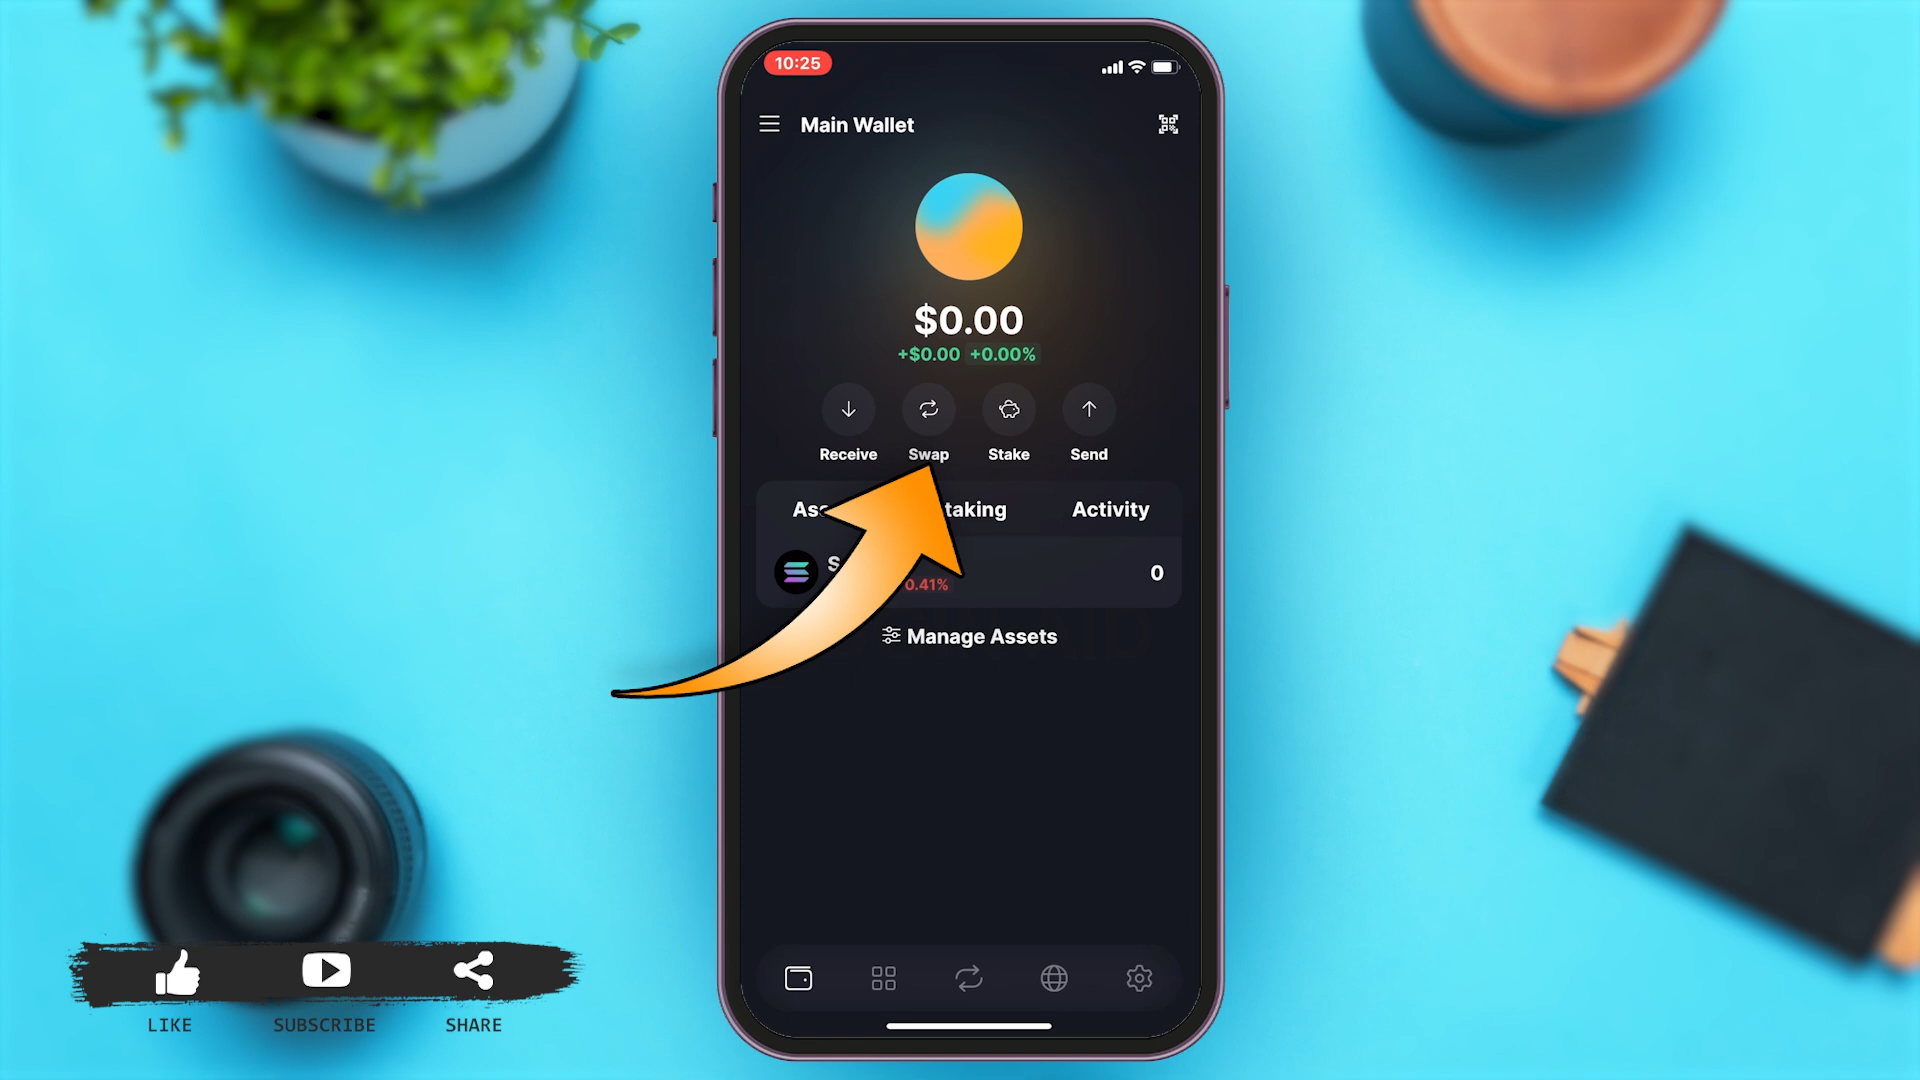 10:25
Main Wallet
$0.00
+$0.00 +0.00%
Receive Swap Stake Send
Activity
0.41%
0
Manage Assets
LIKE SUBSCRIBE SHARE